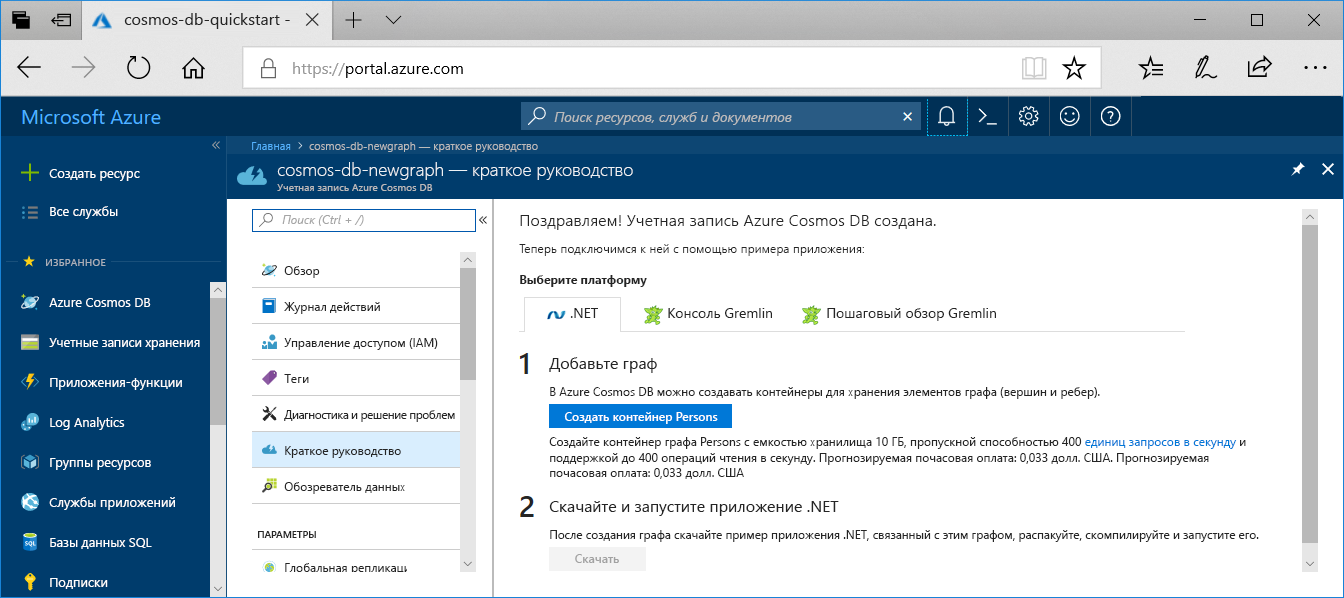 cosmos-db-quickstart -
https://portal.azure.com
Microsoft Azure
Поиск ресурсов, служб и документов
Главная > cosmos-db-newgraph — краткое руководство
cosmos-db-newgraph — краткое руководство
Учетная запись Azure Cosmos DB
Создать ресурс
Все службы
ИЗБРАННОЕ
Azure Cosmos DB
Учетные записи хранения
Приложения-функции
Log Analytics
Группы ресурсов
Службы приложений
Базы данных SQL
Подписки
Поиск (Ctrl + /)
Обзор
Журнал действий
Управление доступом (IAM)
Теги
Диагностика и решение проблем
Краткое руководство
Обозреватель данных
ПАРАМЕТРЫ
Глобальная репликаци
Поздравляем! Учетная запись Azure Cosmos DB создана.
Теперь подключимся к ней с помощью примера приложения:
Выберите платформу
.NET
Консоль Gremlin
Пошаговый обзор Gremlin
1 Добавьте граф
В Azure Cosmos DB можно создавать контейнеры для хранения элементов графа (вершин и ребер).
Создать контейнер Persons
Создайте контейнер графа Persons с емкостью хранилища 10 ГБ, пропускной способностью 400 единиц запросов в секунду и
поддержкой до 400 операций чтения в секунду. Прогнозируемая почасовая оплата: 0,033 долл. США. Прогнозируемая
почасовая оплата: 0,033 долл. США
2 Скачайте и запустите приложение .NET
После создания графа скачайте пример приложения .NET, связанный с этим графом, распакуйте, скомпилируйте и запустите его.
Скачать